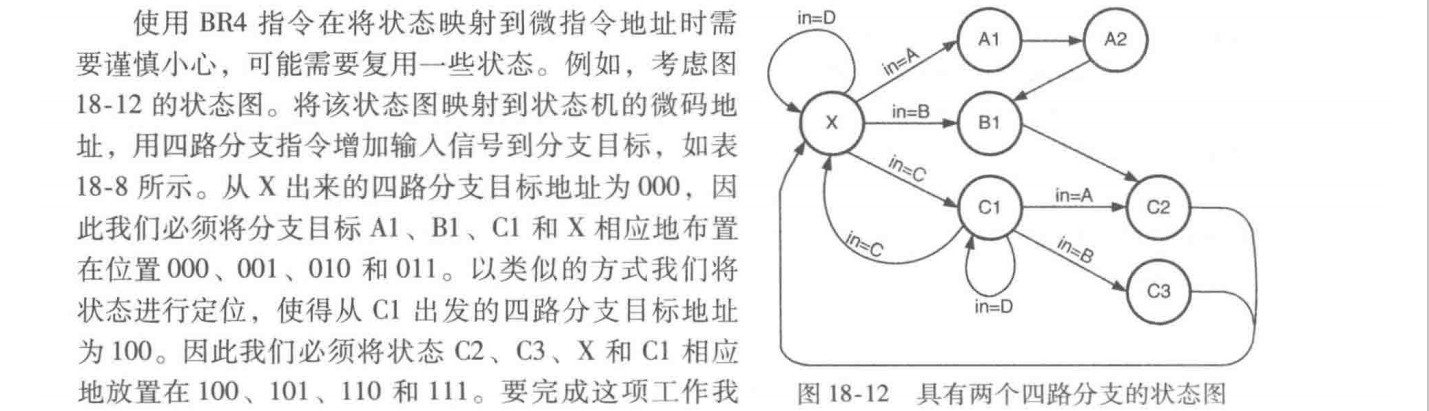 使用 BR4 指令在将状态映射到微指令地址时需
要谨慎小心，可能需要复用一些状态。例如，考虑图
18-12 的状态图。将该状态图映射到状态机的微码地
址，用四路分支指令增加输入信号到分支目标，如表
18-8 所示。从 X 出来的四路分支目标地址为 000，因
此我们必须将分支目标 A1、B1、C1 和 X 相应地布置
在位置 000、001、010 和 011。以类似的方式我们将
状态进行定位，使得从 C1 出发的四路分支目标地址
为 100。因此我们必须将状态 C2、C3、X 和 C1 相应
地放置在 100、101、110 和 111。要完成这项工作我
in=D
A1
A2
in=A
X
in=B
B1
in=C
C1
in=A
C2
in=C
in=B
in=D
C3
图 18-12 具有两个四路分支的状态图